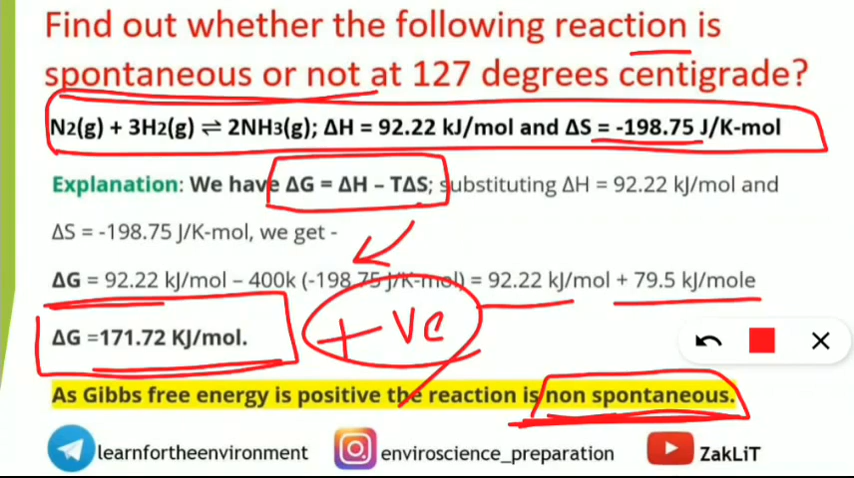 Find out whether the following reaction is
spontaneous or not at 127 degrees centigrade?
N2(g) + 3H2(g) ⇌ 2NH3(g); ΔH = 92.22 kJ/mol and ΔS = -198.75 J/K-mol
Explanation: We have ΔG = ΔH – TΔS; substituting ΔH = 92.22 kJ/mol and
ΔS = -198.75 J/K-mol, we get -
ΔG = 92.22 kJ/mol – 400k (-198.75 J/K-mol) = 92.22 kJ/mol + 79.5 kJ/mole
ΔG =171.72 KJ/mol.
+ ve
As Gibbs free energy is positive the reaction is non spontaneous.
learnfortheenvironment enviroscience_preparation ZakLiT